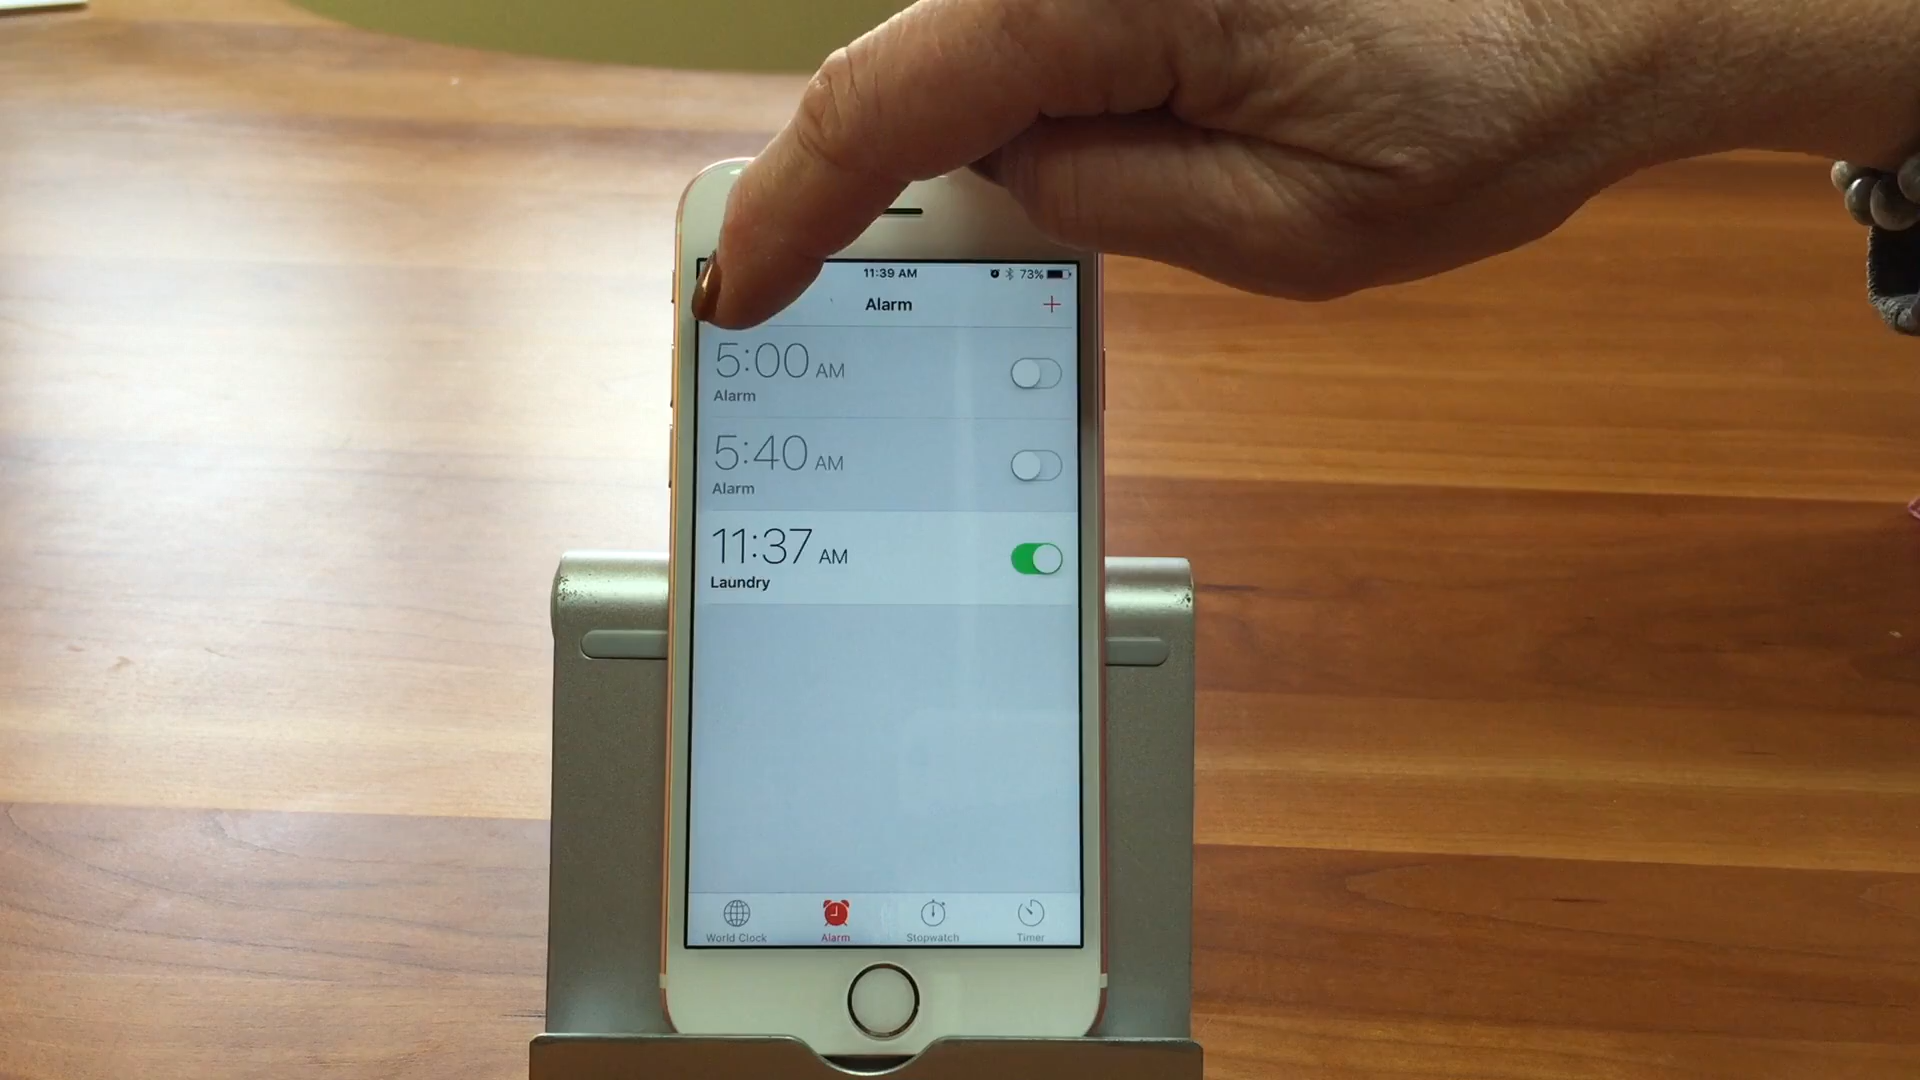 11:39 AM 73%
Alarm +
5:00 AM
Alarm
5:40 AM
Alarm
11:37 AM
Laundry
World Clock Alarm Stopwatch Timer